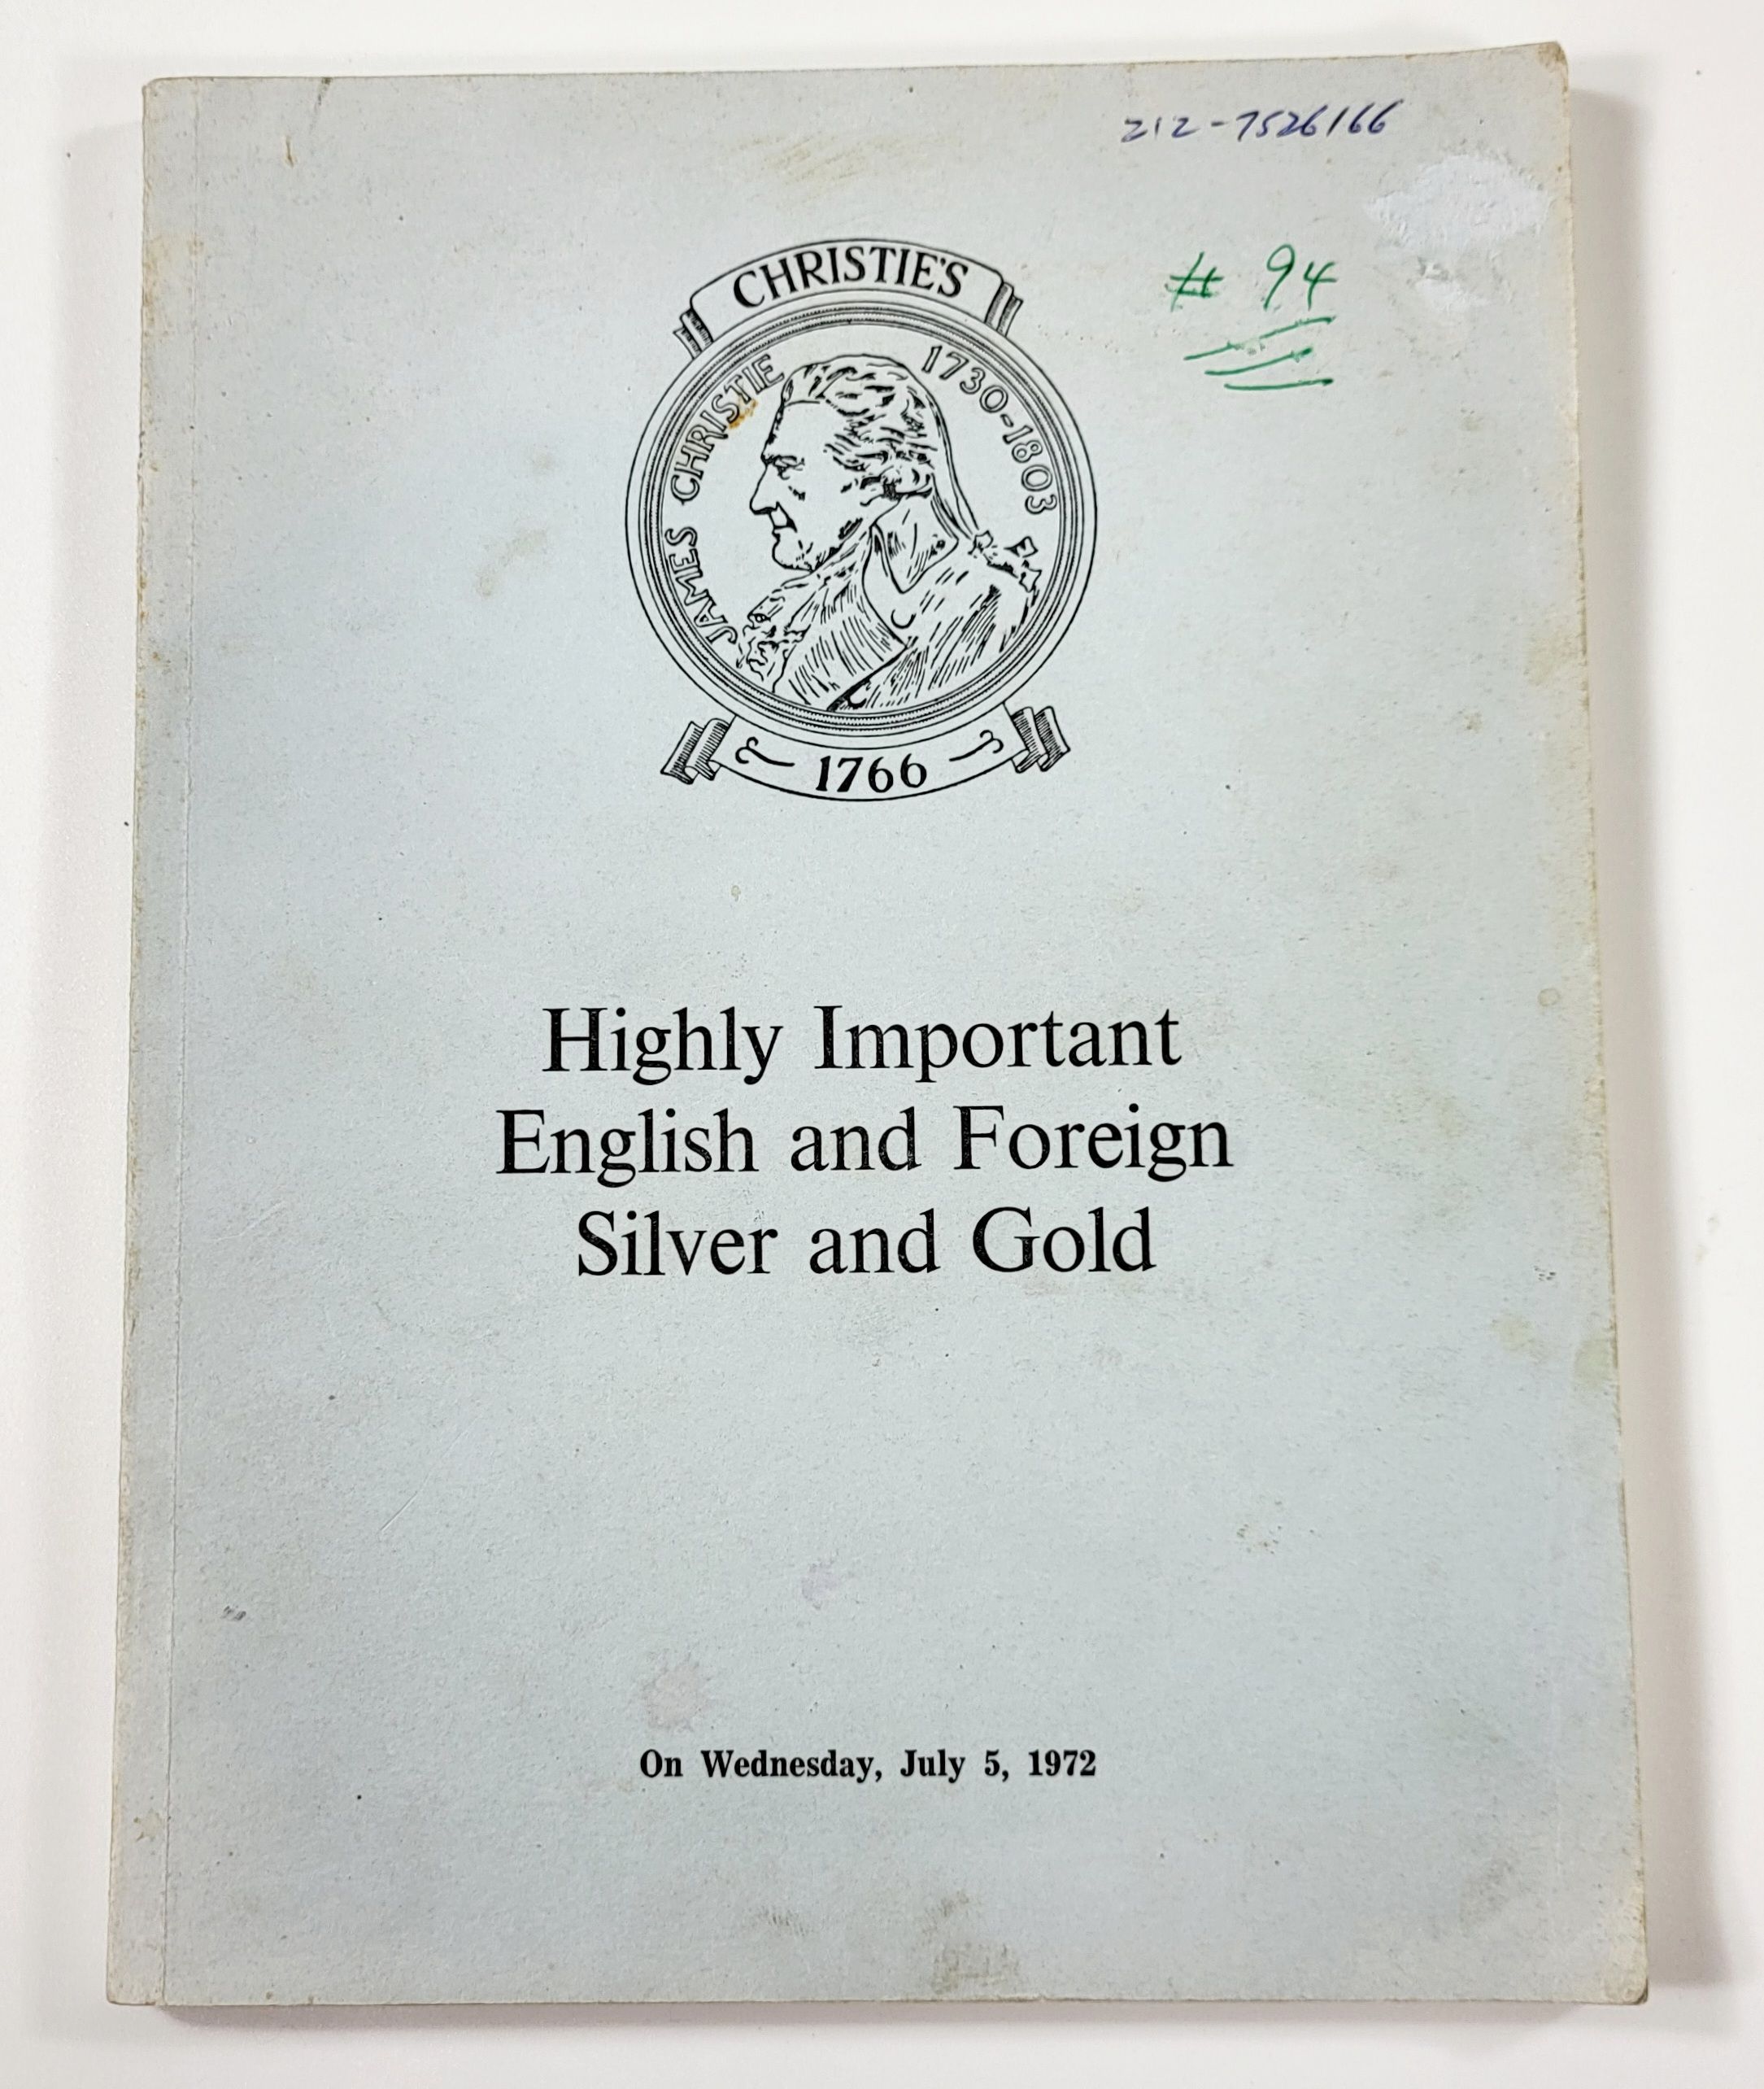 212-7526166
# 94
CHRISTIE'S
JAMES CHRISTIE 1730-1803
1766
Highly Important
English and Foreign
Silver and Gold
On Wednesday, July 5, 1972